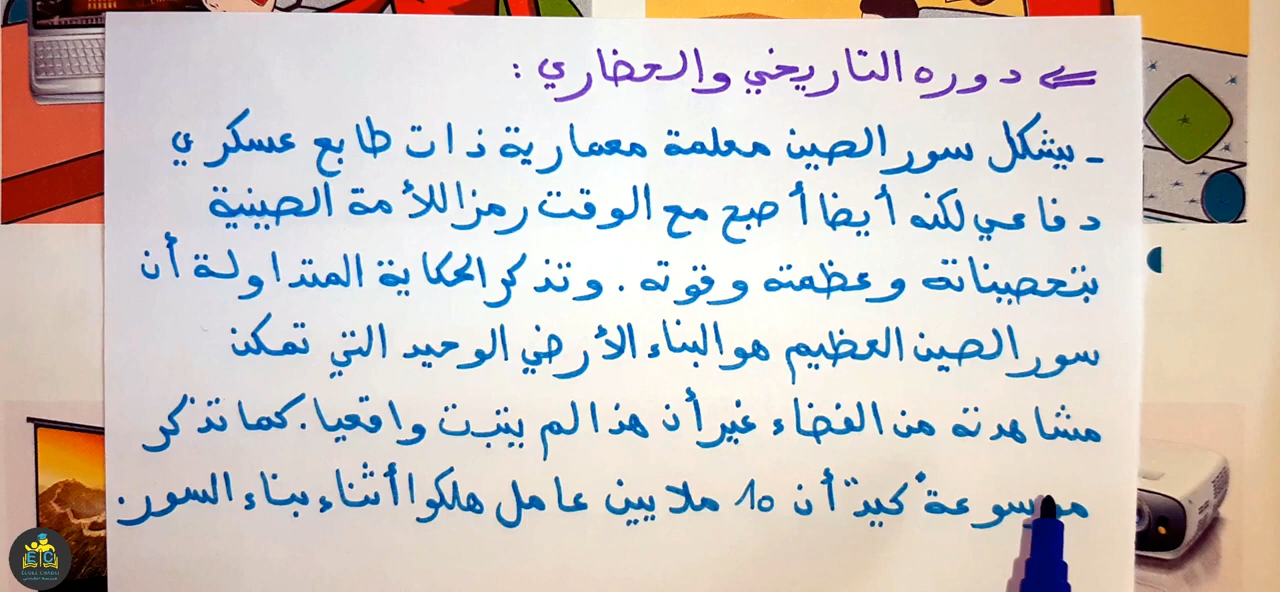 ⇐ دوره التاريخي والحضاري :
- يشكل سور الصين معلمة معمارية ذات طابع عسكري
دفاعي لكنه أيضا أصبح مع الوقت رمزا للأمة الصينية
بتحصيناته وعظمته وقوته . وتذكر الحكاية المتداولة أن
سور الصين العظيم هو البناء الأرضي الوحيد التي تمكن
مشاهدته من الفضاء غير أن هذا لم يثبت واقعيا . كما تذكر
موسوعة "كيد" أن 10 ملايين عامل هلكوا أثناء بناء السور .
EC